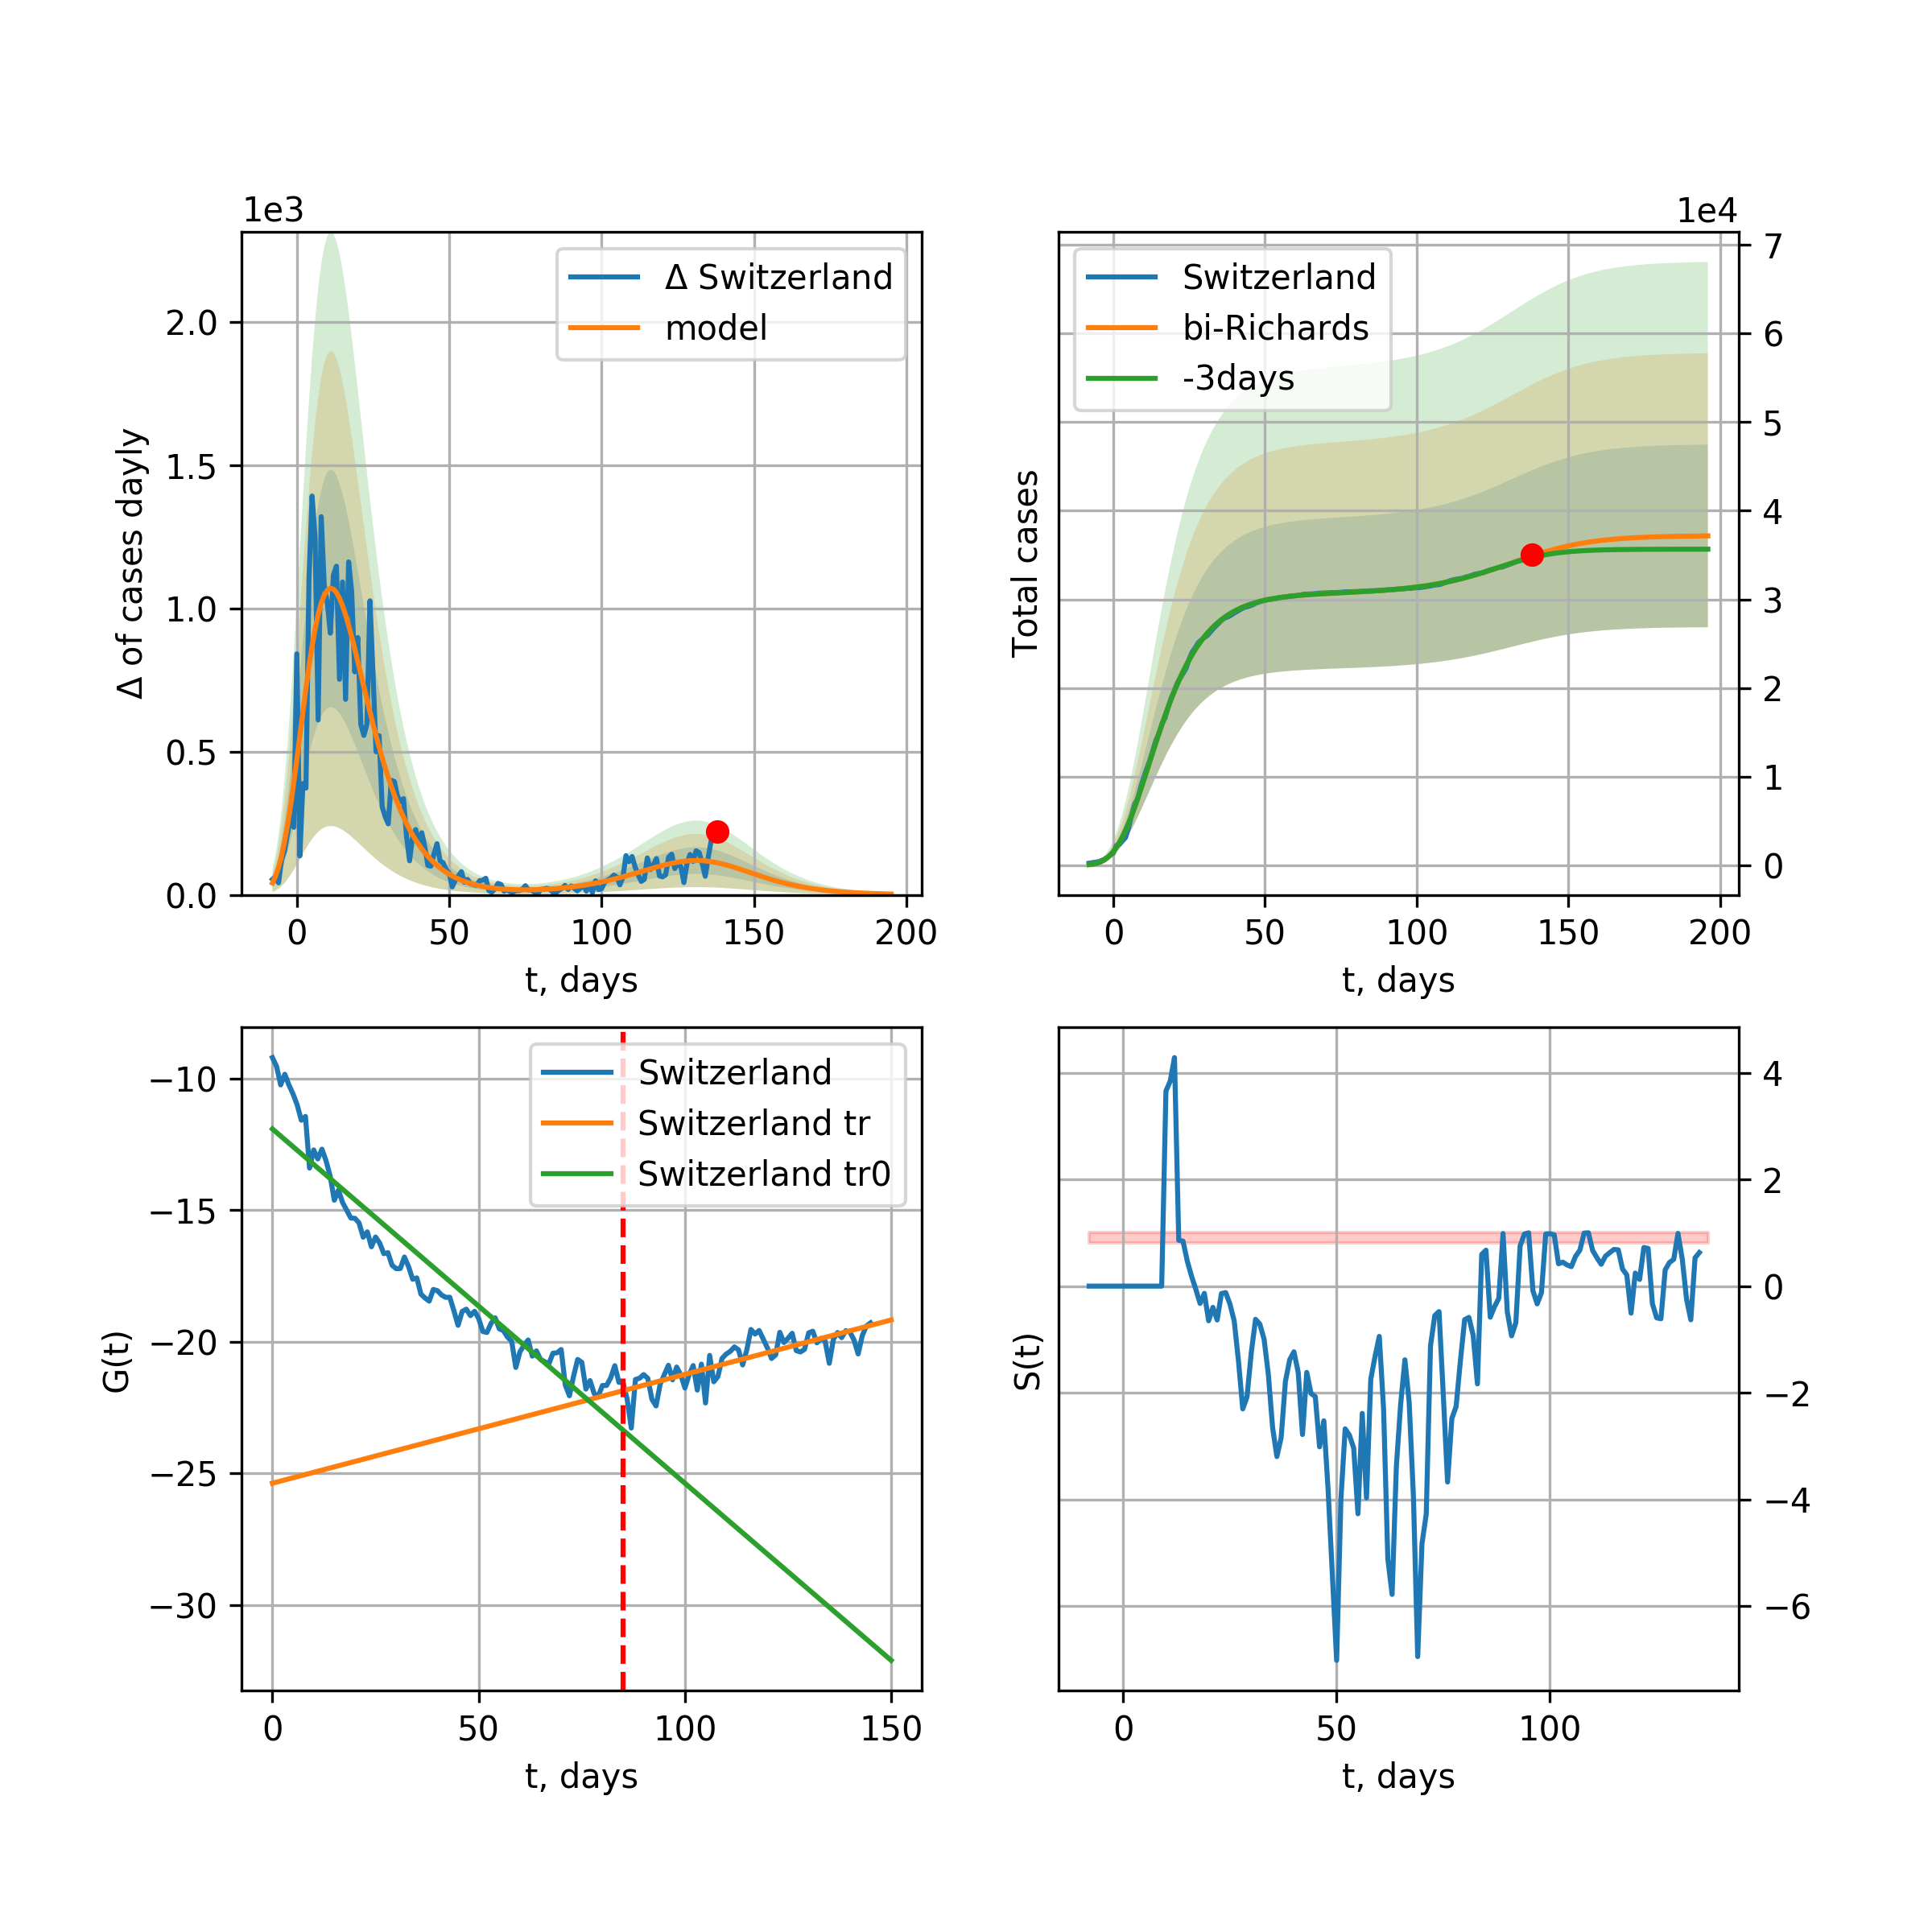 1e3
Δ of cases dayly
2.0
1.5
1.0
0.5
0.0
0 50 100 150 200
t, days
Δ Switzerland
model
1e4
Total cases
7
6
5
4
3
2
1
0
0 50 100 150 200
t, days
Switzerland
bi-Richards
-3days
G(t)
−10
−15
−20
−25
−30
0 50 100 150
t, days
Switzerland
Switzerland tr
Switzerland tr0
S(t)
4
2
0
−2
−4
−6
0 50 100
t, days